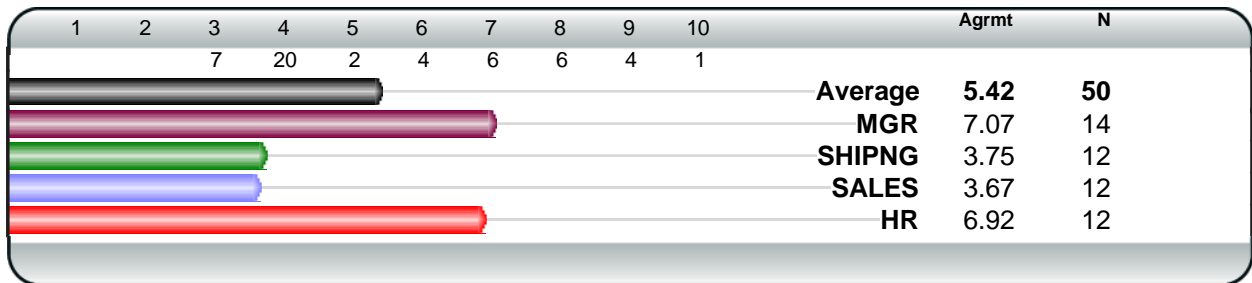 1 2 3 4 5 6 7 8 9 10 Agrmt N
7 20 2 4 6 6 4 1
Average 5.42 50
MGR 7.07 14
SHIPNG 3.75 12
SALES 3.67 12
HR 6.92 12